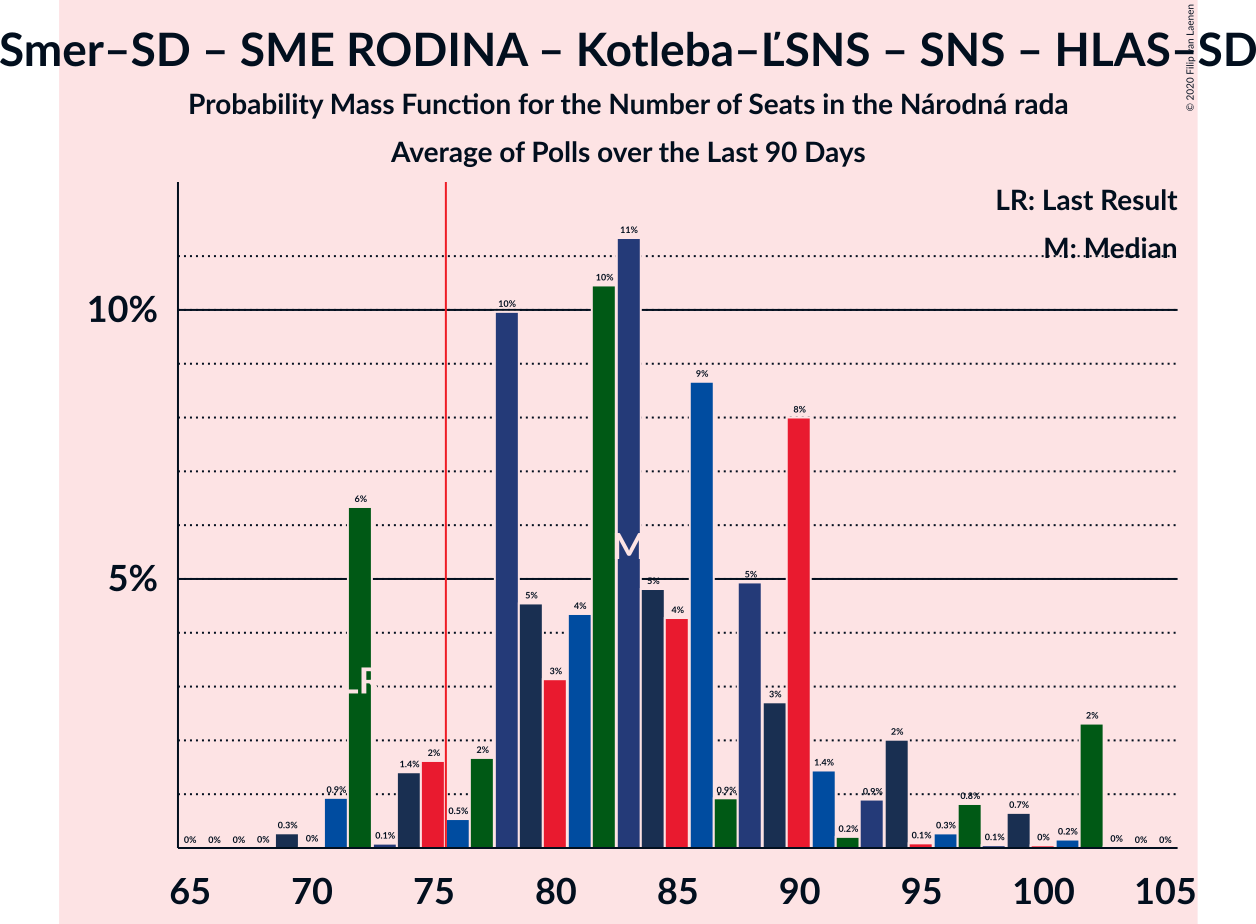 Smer–SD – SME RODINA – Kotleba–ĽSNS – SNS – HLAS–SD
Probability Mass Function for the Number of Seats in the Národná rada
Average of Polls over the Last 90 Days
© 2020 Filip van Laenen
LR: Last Result
M: Median
10%
5%
0% 0% 0% 0% 0.3% 0% 0.9% 6% 0.1% 1.4% 2% 0.5% 2% 10% 5% 3% 4% 10% 11% 5% 4% 9% 0.9% 5% 3% 8% 1.4% 0.2% 0.9% 2% 0.1% 0.3% 0.8% 0.1% 0.7% 0% 0.2% 2% 0% 0% 0%
LR
M
65 70 75 80 85 90 95 100 105